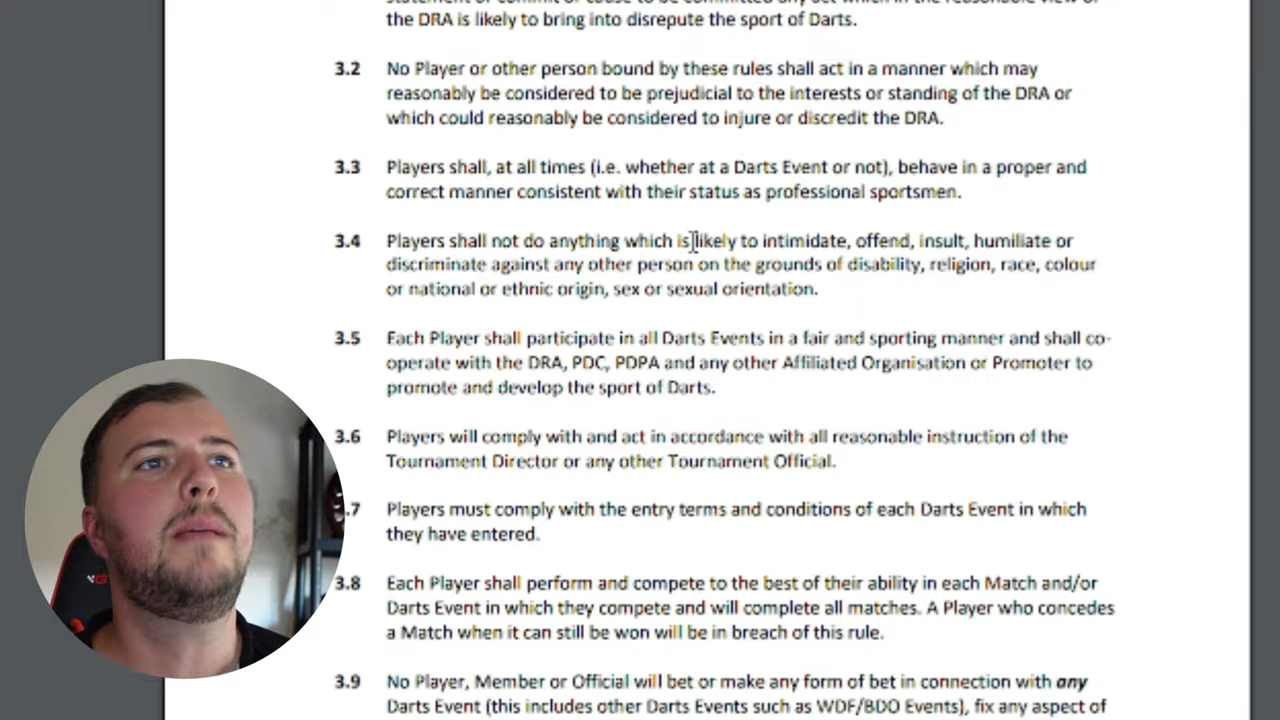 the DRA is likely to bring into disrepute the sport of Darts.
3.2 No Player or other person bound by these rules shall act in a manner which may
reasonably be considered to be prejudicial to the interests or standing of the DRA or
which could reasonably be considered to injure or discredit the DRA.
3.3 Players shall, at all times (i.e. whether at a Darts Event or not), behave in a proper and
correct manner consistent with their status as professional sportsmen.
3.4 Players shall not do anything which is likely to intimidate, offend, insult, humiliate or
discriminate against any other person on the grounds of disability, religion, race, colour
or national or ethnic origin, sex or sexual orientation.
3.5 Each Player shall participate in all Darts Events in a fair and sporting manner and shall co-
operate with the DRA, PDC, PDPA and any other Affiliated Organisation or Promoter to
promote and develop the sport of Darts.
3.6 Players will comply with and act in accordance with all reasonable instruction of the
Tournament Director or any other Tournament Official.
.7 Players must comply with the entry terms and conditions of each Darts Event in which
they have entered.
3.8 Each Player shall perform and compete to the best of their ability in each Match and/or
Darts Event in which they compete and will complete all matches. A Player who concedes
a Match when it can still be won will be in breach of this rule.
3.9 No Player, Member or Official will bet or make any form of bet in connection with any
Darts Event (this includes other Darts Events such as WDF/BDO Events), fix any aspect of